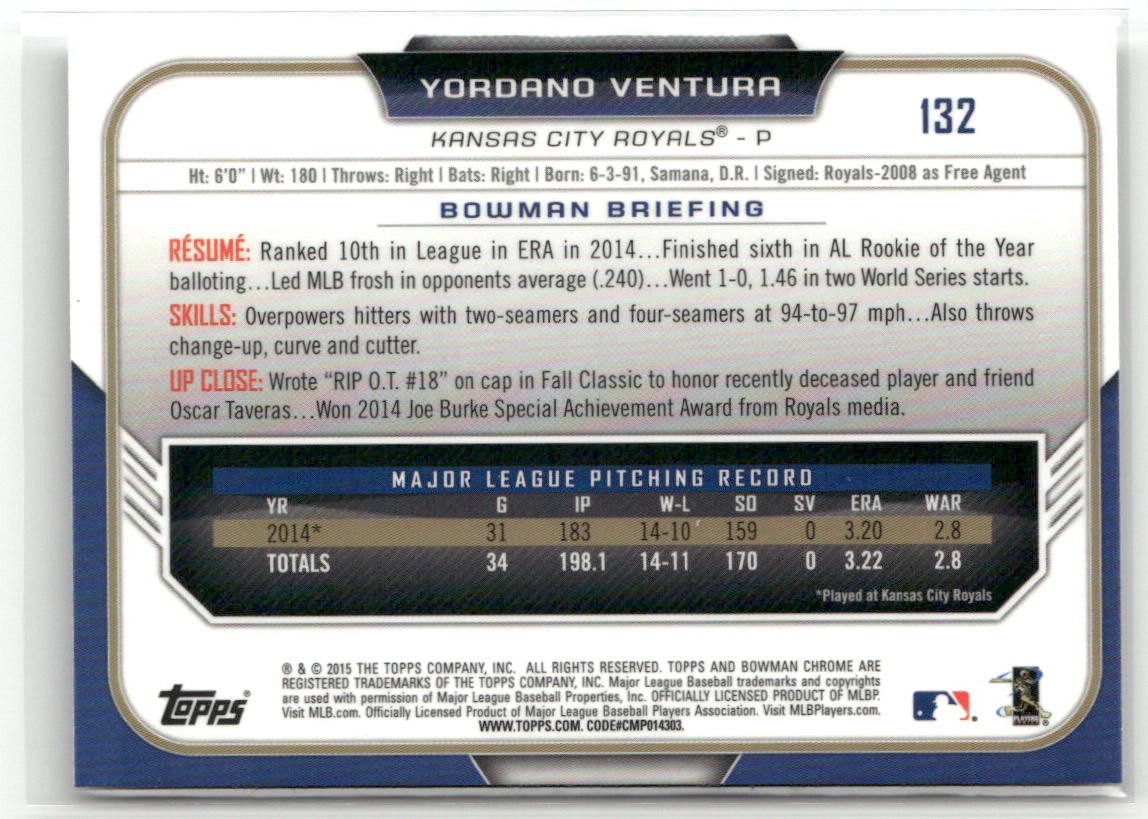 YORDANO VENTURA
132
KANSAS CITY ROYALS® - P
Ht: 6'0" | Wt: 180 | Throws: Right | Bats: Right | Born: 6-3-91, Samana, D.R. | Signed: Royals-2008 as Free Agent
BOWMAN BRIEFING
RÉSUMÉ: Ranked 10th in League in ERA in 2014...Finished sixth in AL Rookie of the Year
balloting...Led MLB frosh in opponents average (.240)...Went 1-0, 1.46 in two World Series starts.
SKILLS: Overpowers hitters with two-seamers and four-seamers at 94-to-97 mph...Also throws
change-up, curve and cutter.
UP CLOSE: Wrote "RIP O.T. #18" on cap in Fall Classic to honor recently deceased player and friend
Oscar Taveras...Won 2014 Joe Burke Special Achievement Award from Royals media.
MAJOR LEAGUE PITCHING RECORD
YR G IP W-L SO SV ERA WAR
2014* 31 183 14-10 159 0 3.20 2.8
TOTALS 34 198.1 14-11 170 0 3.22 2.8
*Played at Kansas City Royals
® & © 2015 THE TOPPS COMPANY, INC. ALL RIGHTS RESERVED. TOPPS AND BOWMAN CHROME ARE
REGISTERED TRADEMARKS OF THE TOPPS COMPANY, INC. Major League Baseball trademarks and copyrights
are used with permission of Major League Baseball Properties, Inc. OFFICIALLY LICENSED PRODUCT OF MLBP.
Visit MLB.com. Officially Licensed Product of Major League Baseball Players Association. Visit MLBPlayers.com.
WWW.TOPPS.COM. CODE#CMP014303.
Topps®